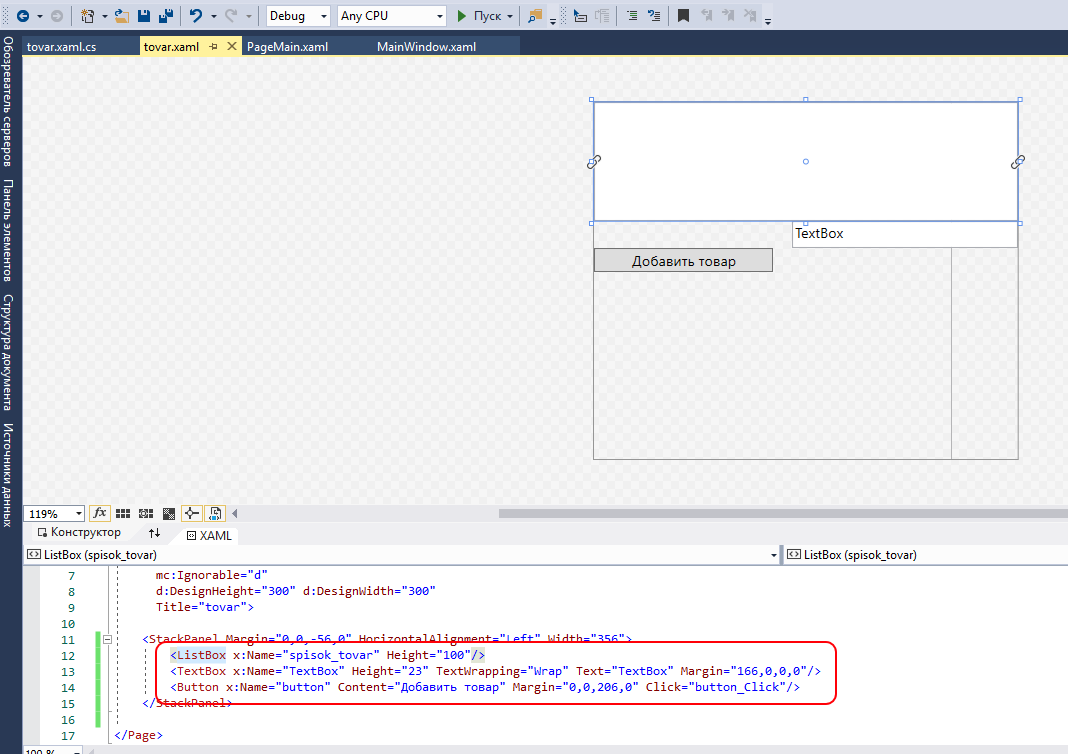 Debug Any CPU Пуск
tovar.xaml.cs tovar.xaml PageMain.xaml MainWindow.xaml
Обозреватель серверов
Панель элементов
Структура документа
Источники данных
TextBox
Добавить товар
119% fx
Конструктор XAML
ListBox (spisok_tovar) ListBox (spisok_tovar)
7 mc:Ignorable="d"
8 d:DesignHeight="300" d:DesignWidth="300"
9 Title="tovar">
10
11 <StackPanel Margin="0,0,-56,0" HorizontalAlignment="Left" Width="356">
12 <ListBox x:Name="spisok_tovar" Height="100"/>
13 <TextBox x:Name="TextBox" Height="23" TextWrapping="Wrap" Text="TextBox" Margin="166,0,0,0"/>
14 <Button x:Name="button" Content="Добавить товар" Margin="0,0,206,0" Click="button_Click"/>
15 </StackPanel>
16
17 </Page>
100 %